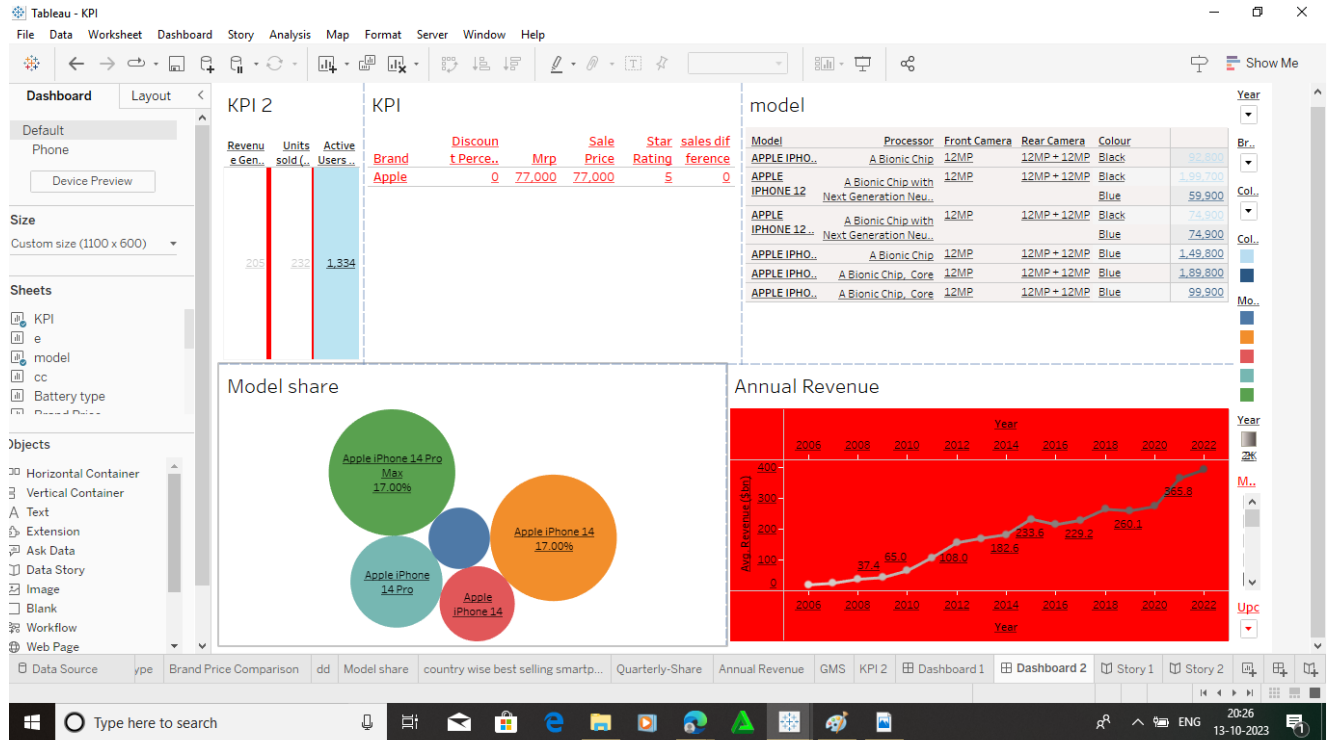 Tableau - KPI
File Data Worksheet Dashboard Story Analysis Map Format Server Window Help
Show Me
Dashboard Layout
Default
Phone
Device Preview
Size
Custom size (1100 x 600)
Sheets
KPI
e
model
cc
Battery type
Brand Price
Objects
Horizontal Container
Vertical Container
A Text
Extension
Ask Data
Data Story
Image
Blank
Workflow
Web Page
KPI 2
Revenu Units Active
e Gen.. sold (.. Users ..
205 232 1,334
KPI
Discoun Sale Star sales dif
Brand t Perce.. Mrp Price Rating ference
Apple 0 77,000 77,000 5 0
model
Model Processor Front Camera Rear Camera Colour
APPLE IPHO.. A Bionic Chip 12MP 12MP + 12MP Black 92,800
APPLE IPHONE 12 A Bionic Chip with Next Generation Neu.. 12MP 12MP + 12MP Black 1,99,700
Blue 59,900
APPLE IPHONE 12 .. A Bionic Chip with Next Generation Neu.. 12MP 12MP + 12MP Black 74,900
Blue 74,900
APPLE IPHO.. A Bionic Chip 12MP 12MP + 12MP Blue 1,49,800
APPLE IPHO.. A Bionic Chip, Core 12MP 12MP + 12MP Blue 1,89,800
APPLE IPHO.. A Bionic Chip, Core 12MP 12MP + 12MP Blue 99,900
Year
Br..
Col..
Col..
Mo..
Year
M..
Upc
Model share
Apple iPhone 14 Pro
Max
17.00%
Apple iPhone 14
17.00%
Apple iPhone
14 Pro
Apple
iPhone 14
Annual Revenue
Year
2006 2008 2010 2012 2014 2016 2018 2020 2022
Avg. Revenue ($bn)
400
300
200
100
0
37.4 65.0 108.0 182.6 233.6 229.2 260.1 365.8
2006 2008 2010 2012 2014 2016 2018 2020 2022
Year
Data Source ype Brand Price Comparison dd Model share country wise best selling smartp... Quarterly-Share Annual Revenue GMS KPI 2 Dashboard 1 Dashboard 2 Story 1 Story 2
Type here to search
ENG
20:26
13-10-2023